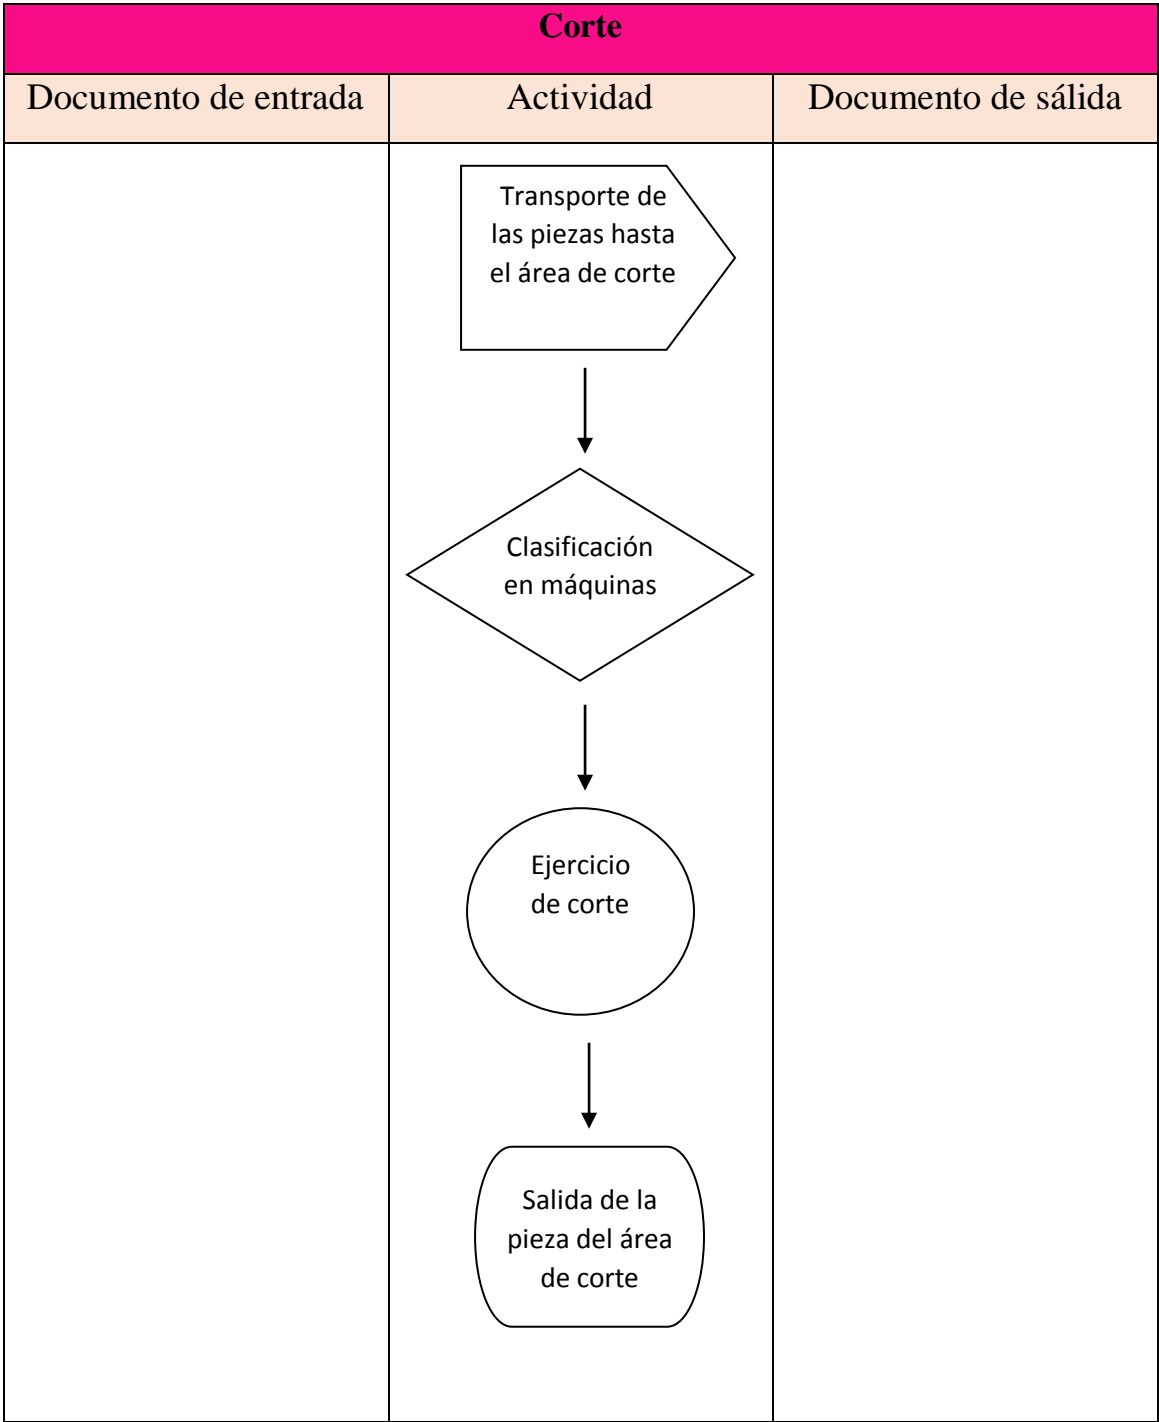 Corte
Documento de entrada
Actividad
Documento de sálida
Transporte de
las piezas hasta
el área de corte
Clasificación
en máquinas
Ejercicio
de corte
Salida de la
pieza del área
de corte